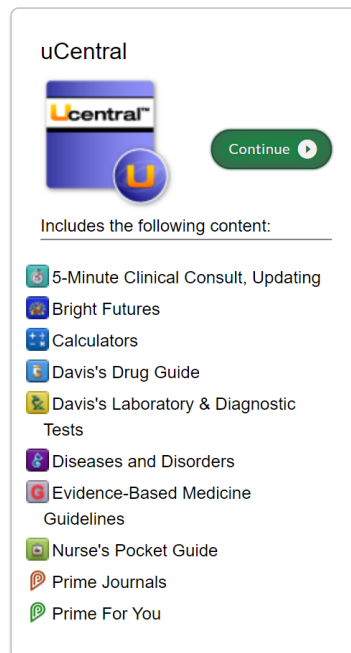 uCentral
Ucentral™
U
Continue
Includes the following content:
5-Minute Clinical Consult, Updating
Bright Futures
Calculators
Davis's Drug Guide
Davis's Laboratory & Diagnostic
Tests
Diseases and Disorders
G Evidence-Based Medicine
Guidelines
Nurse's Pocket Guide
Prime Journals
Prime For You